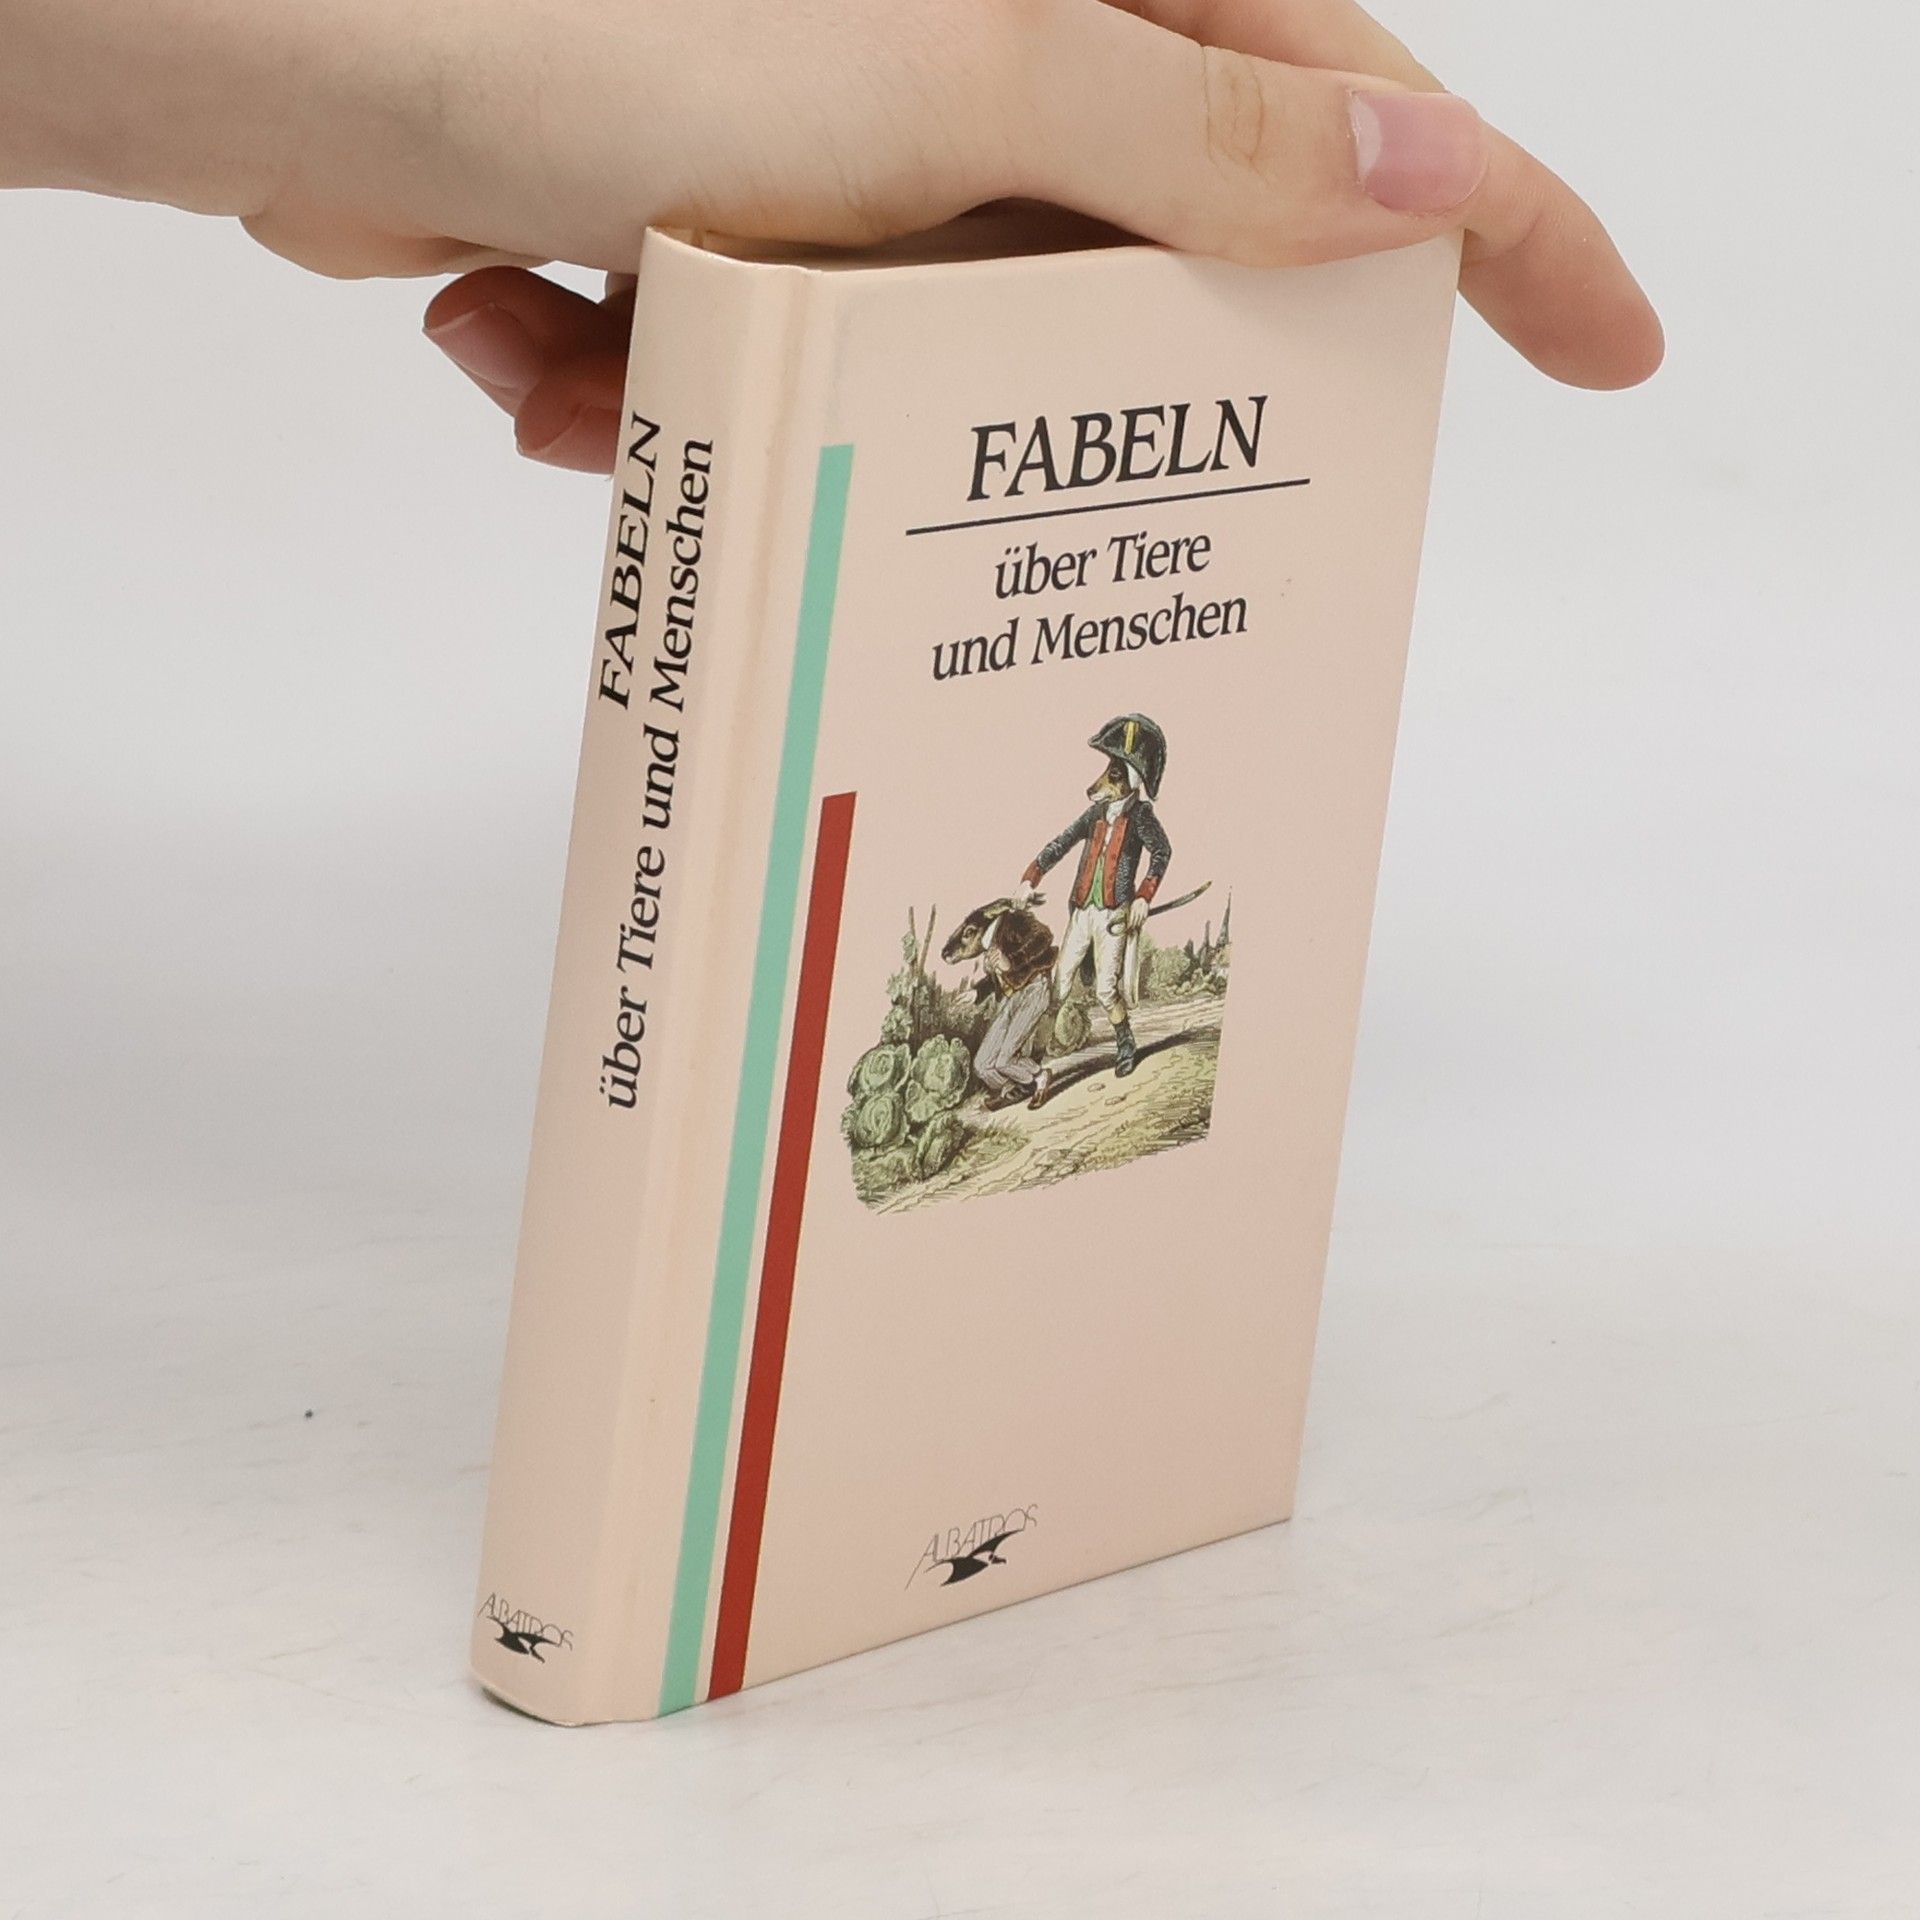 FABELN
über Tiere und Menschen
ALBATROS
FABELN
über Tiere
und Menschen
ALBATROS